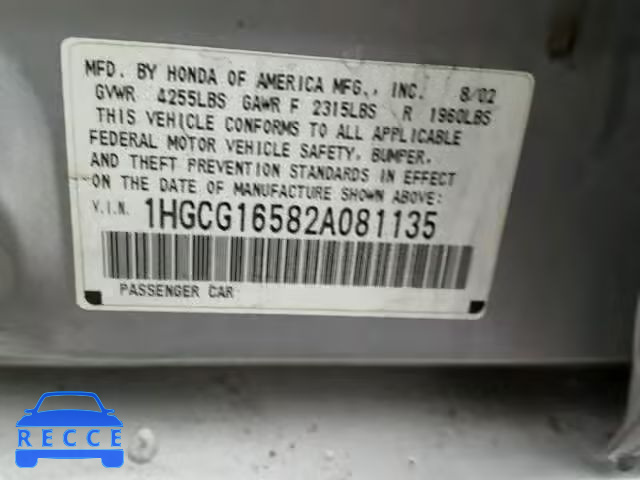 MFD. BY HONDA OF AMERICA MFG., INC. 8/02
GVWR 4255LBS GAWR F 2315LBS R 1960LBS
THIS VEHICLE CONFORMS TO ALL APPLICABLE
FEDERAL MOTOR VEHICLE SAFETY, BUMPER,
AND THEFT PREVENTION STANDARDS IN EFFECT
ON THE DATE OF MANUFACTURE SHOWN ABOVE:
V.I.N. 1HGCG16582A081135
PASSENGER CAR
RECCE